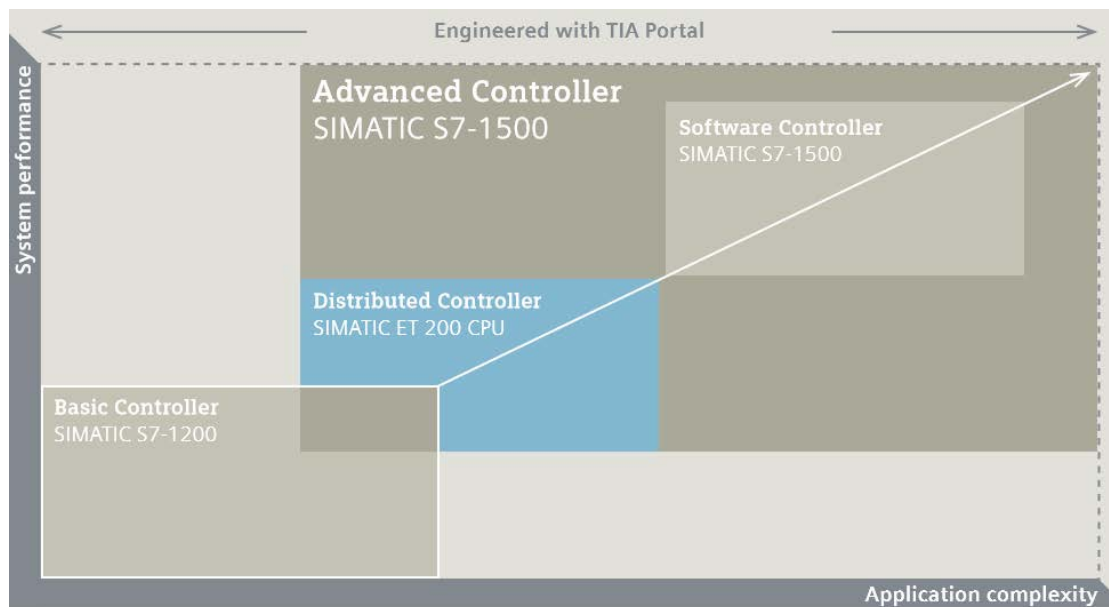 Engineered with TIA Portal
System performance
Advanced Controller
SIMATIC S7-1500
Software Controller
SIMATIC S7-1500
Distributed Controller
SIMATIC ET 200 CPU
Basic Controller
SIMATIC S7-1200
Application complexity